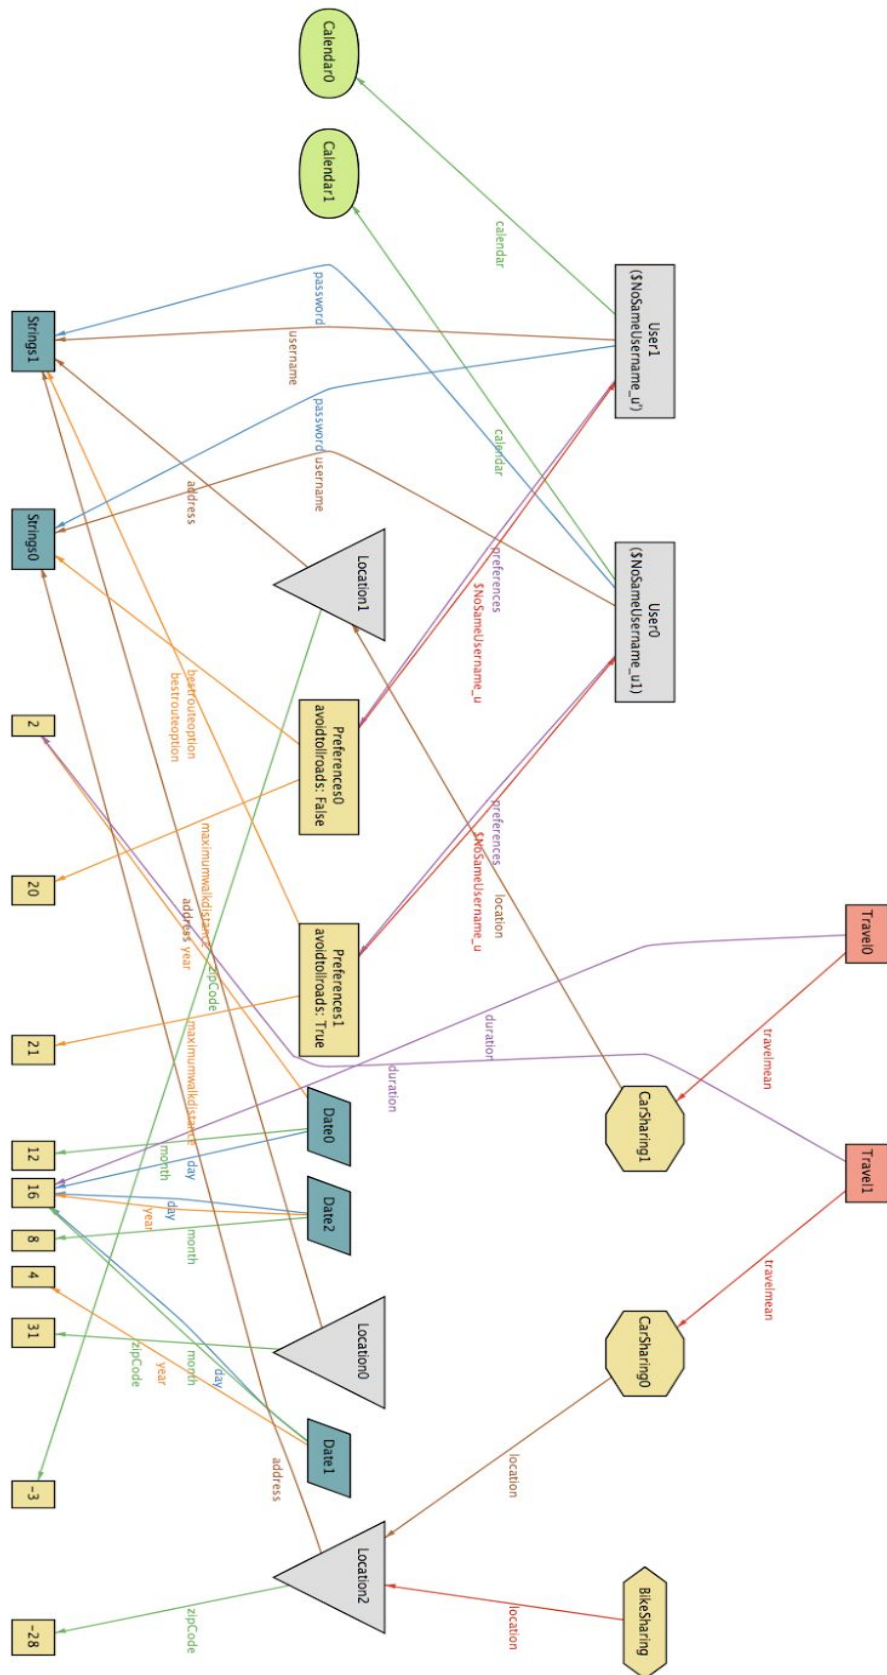 Travel0
Travel1
travelmean
travelmean
duration
duration
User1
($NoSameUsername_u')
User0
($NoSameUsername_u1)
CarSharing1
CarSharing0
BikeSharing
calendar
calendar
preferences
$NoSameUsername_u
preferences
$NoSameUsername_u
location
location
location
Calendar0
Calendar1
password
username
password
username
Location1
Preferences0
avoidtollroads: False
Preferences1
avoidtollroads: True
Date0
Date2
Location0
Date1
Location2
address
bestrouteoption
bestrouteoption
maximumwalkdistance
address
year
zipCode
maximumwalkdistance
month
day
day
year
month
day
month
year
zipCode
address
zipCode
Strings1
Strings0
2
20
21
12
16
8
4
31
-3
-28